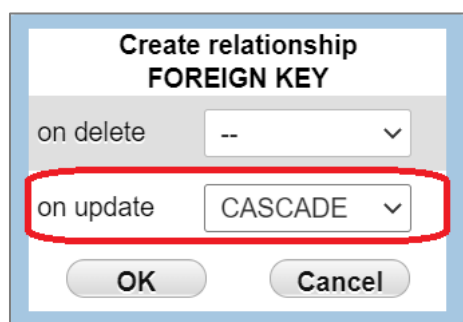 Create relationship
FOREIGN KEY
on delete --
on update CASCADE
OK Cancel